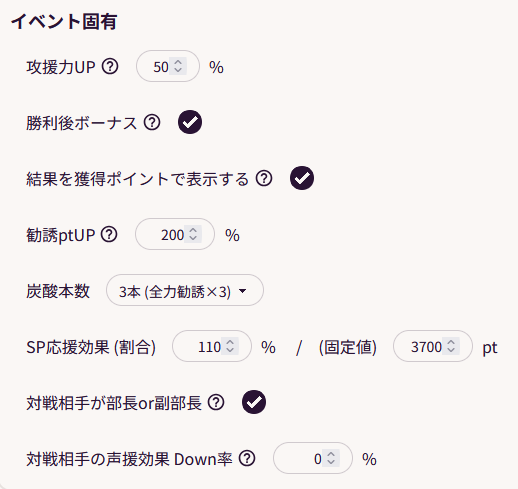 イベント固有
攻援力UP ? 50 %
勝利後ボーナス ?
結果を獲得ポイントで表示する ?
勧誘ptUP ? 200 %
炭酸本数 3本 (全力勧誘×3)
SP応援効果 (割合) 110 % / (固定値) 3700 pt
対戦相手が部長or副部長 ?
対戦相手の声援効果 Down率 ? 0 %